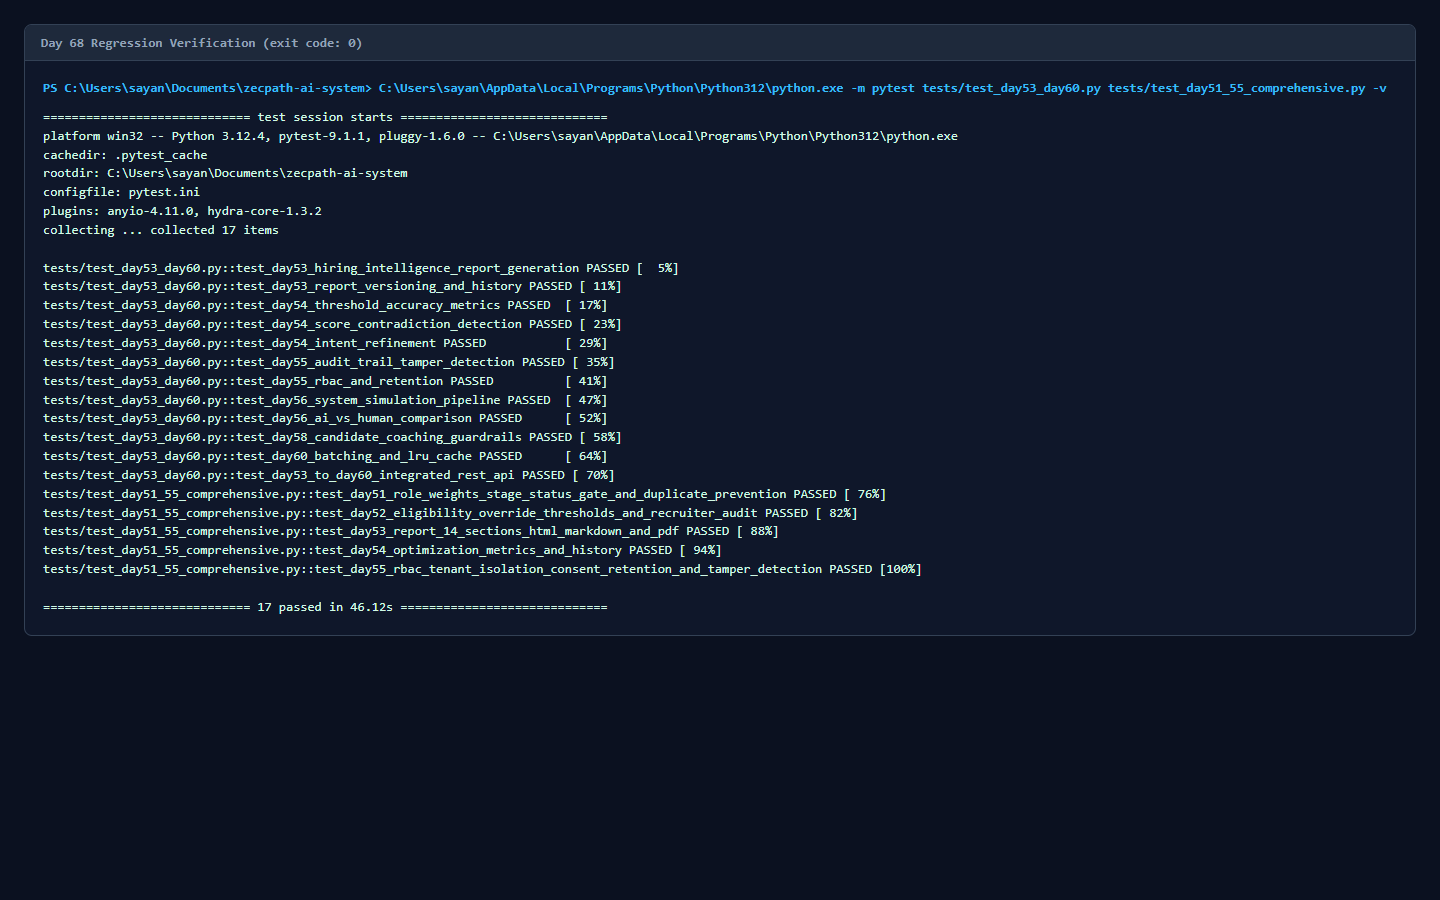 Day 68 Regression Verification (exit code: 0)
PS C:\Users\sayan\Documents\zecpath-ai-system> C:\Users\sayan\AppData\Local\Programs\Python\Python312\python.exe -m pytest tests/test_day53_day60.py tests/test_day51_55_comprehensive.py -v
============================= test session starts =============================
platform win32 -- Python 3.12.4, pytest-9.1.1, pluggy-1.6.0 -- C:\Users\sayan\AppData\Local\Programs\Python\Python312\python.exe
cachedir: .pytest_cache
rootdir: C:\Users\sayan\Documents\zecpath-ai-system
configfile: pytest.ini
plugins: anyio-4.11.0, hydra-core-1.3.2
collecting ... collected 17 items
tests/test_day53_day60.py::test_day53_hiring_intelligence_report_generation PASSED [  5%]
tests/test_day53_day60.py::test_day53_report_versioning_and_history PASSED [ 11%]
tests/test_day53_day60.py::test_day54_threshold_accuracy_metrics PASSED  [ 17%]
tests/test_day53_day60.py::test_day54_score_contradiction_detection PASSED [ 23%]
tests/test_day53_day60.py::test_day54_intent_refinement PASSED           [ 29%]
tests/test_day53_day60.py::test_day55_audit_trail_tamper_detection PASSED [ 35%]
tests/test_day53_day60.py::test_day55_rbac_and_retention PASSED          [ 41%]
tests/test_day53_day60.py::test_day56_system_simulation_pipeline PASSED  [ 47%]
tests/test_day53_day60.py::test_day56_ai_vs_human_comparison PASSED      [ 52%]
tests/test_day53_day60.py::test_day58_candidate_coaching_guardrails PASSED [ 58%]
tests/test_day53_day60.py::test_day60_batching_and_lru_cache PASSED      [ 64%]
tests/test_day53_day60.py::test_day53_to_day60_integrated_rest_api PASSED [ 70%]
tests/test_day51_55_comprehensive.py::test_day51_role_weights_stage_status_gate_and_duplicate_prevention PASSED [ 76%]
tests/test_day51_55_comprehensive.py::test_day52_eligibility_override_thresholds_and_recruiter_audit PASSED [ 82%]
tests/test_day51_55_comprehensive.py::test_day53_report_14_sections_html_markdown_and_pdf PASSED [ 88%]
tests/test_day51_55_comprehensive.py::test_day54_optimization_metrics_and_history PASSED [ 94%]
tests/test_day51_55_comprehensive.py::test_day55_rbac_tenant_isolation_consent_retention_and_tamper_detection PASSED [100%]
============================= 17 passed in 46.12s =============================